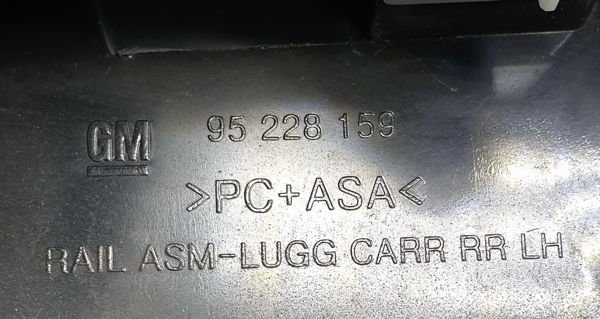 GM 95 228 159
>PC+ASA<
RAIL ASM-LUGG CARR RR LH